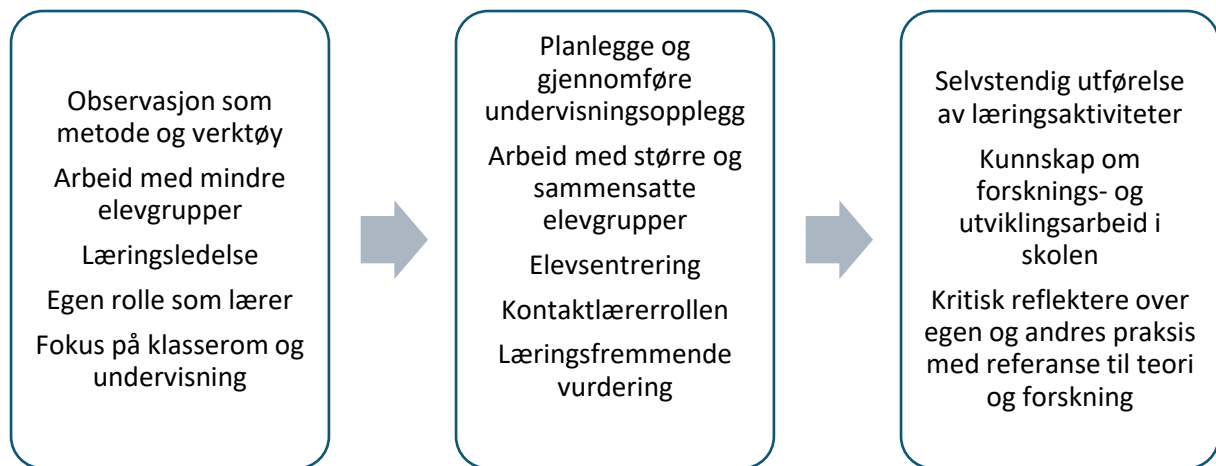 Observasjon som
metode og verktøy
Arbeid med mindre
elevgrupper
Læringsledelse
Egen rolle som lærer
Fokus på klasserom og
undervisning
Planlegge og
gjennomføre
undervisningsopplegg
Arbeid med større og
sammensatte
elevgrupper
Elevsentrering
Kontaktlærerrollen
Læringsfremmende
vurdering
Selvstendig utførelse
av læringsaktiviteter
Kunnskap om
forsknings- og
utviklingsarbeid i
skolen
Kritisk reflektere over
egen og andres praksis
med referanse til teori
og forskning